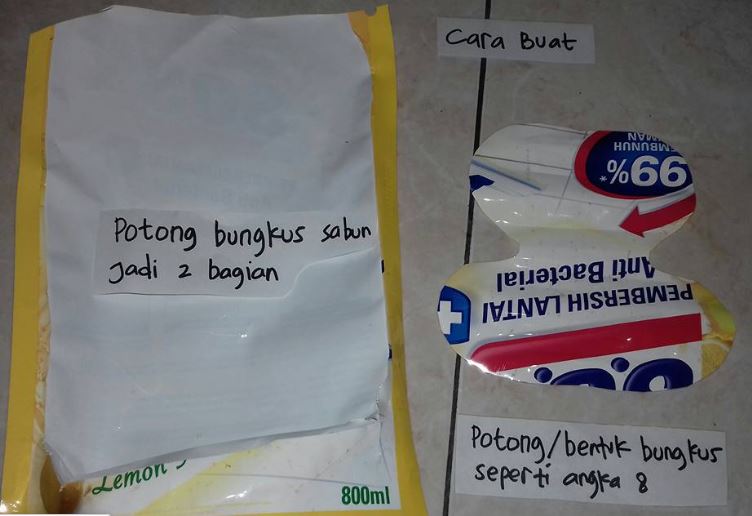 Cara Buat
Potong bungkus sabun
jadi 2 bagian
Lemon
800ml
99%*
PEMBERSIH LANTAI
Anti Bacterial
Potong/bentuk bungkus
seperti angka 8